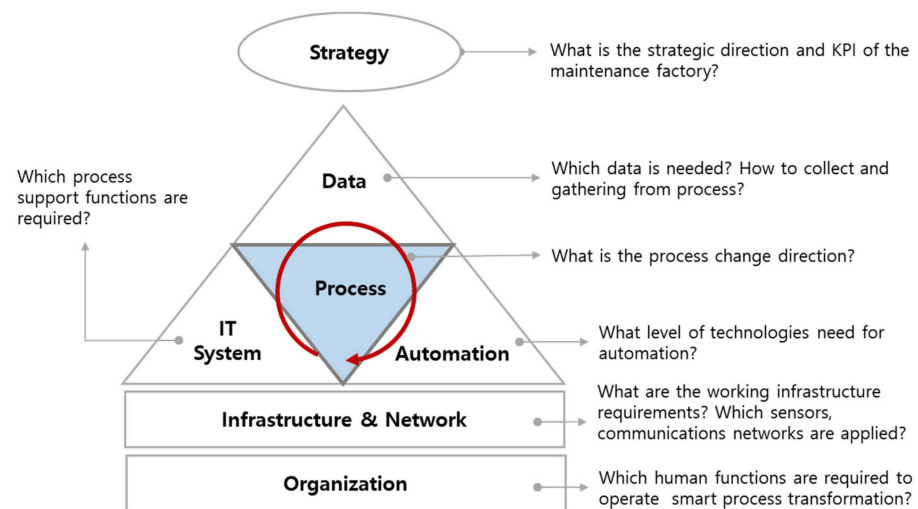 Strategy
What is the strategic direction and KPI of the
maintenance factory?
Data
Which data is needed? How to collect and
gathering from process?
Which process
support functions are
required?
What is the process change direction?
Process
IT
System
Automation
What level of technologies need for
automation?
Infrastructure & Network
What are the working infrastructure
requirements? Which sensors,
communications networks are applied?
Organization
Which human functions are required to
operate smart process transformation?